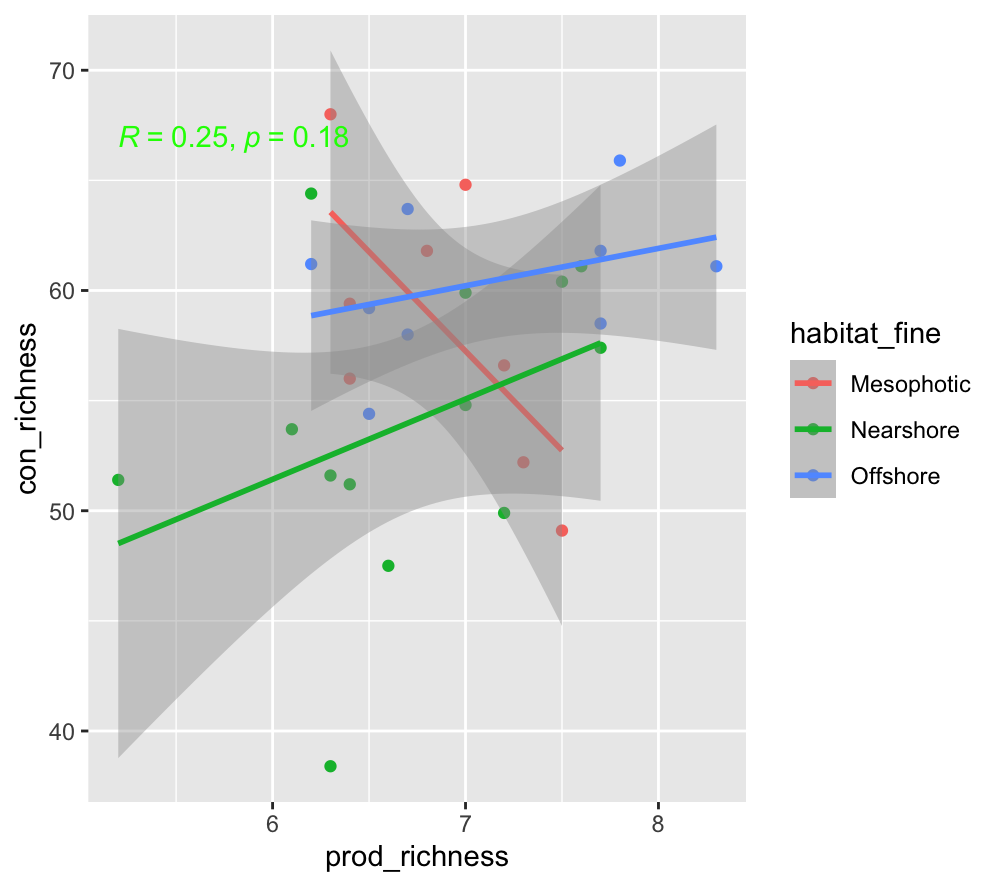 70
60
50
40
con_richness
R = 0.25, p = 0.18
6 7 8
prod_richness
habitat_fine
Mesophotic
Nearshore
Offshore